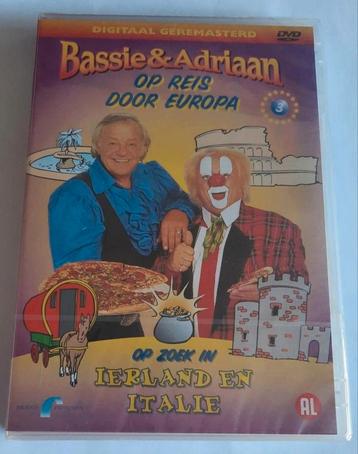 DIGITAAL GEREMASTERD
DVD
Bassie & Adriaan
OP REIS
DOOR EUROPA
3
OP ZOEK IN
IERLAND EN
ITALIE
AL